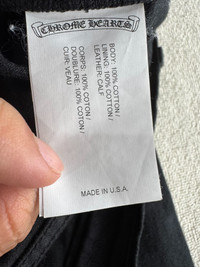 CHROME HEARTS
BODY: 100% COTTON /
LINING: 100% COTTON /
LEATHER: CALF
CORPS: 100% COTON /
DOUBLURE: 100% COTON /
CUIR: VEAU
MADE IN U.S.A.